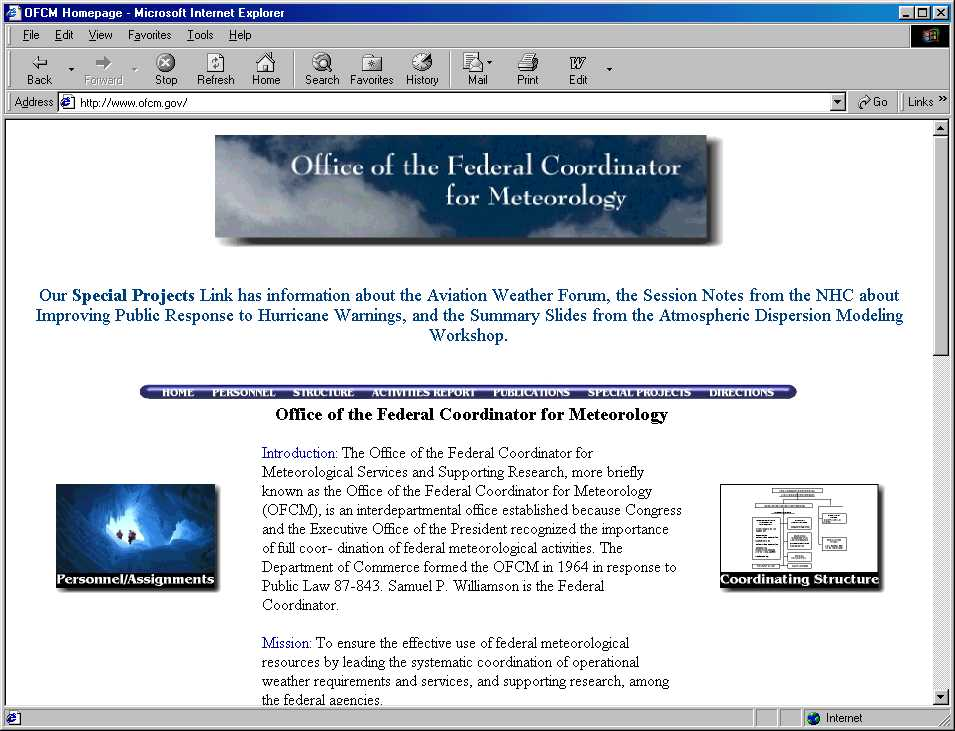 OFCM Homepage - Microsoft Internet Explorer
File Edit View Favorites Tools Help
Back Forward Stop Refresh Home Search Favorites History Mail Print Edit
Address http://www.ofcm.gov/ Go Links »
Office of the Federal Coordinator
for Meteorology
Our Special Projects Link has information about the Aviation Weather Forum, the Session Notes from the NHC about
Improving Public Response to Hurricane Warnings, and the Summary Slides from the Atmospheric Dispersion Modeling
Workshop.
HOME PERSONNEL STRUCTURE ACTIVITIES REPORT PUBLICATIONS SPECIAL PROJECTS DIRECTIONS
Office of the Federal Coordinator for Meteorology
Introduction: The Office of the Federal Coordinator for
Meteorological Services and Supporting Research, more briefly
known as the Office of the Federal Coordinator for Meteorology
(OFCM), is an interdepartmental office established because Congress
and the Executive Office of the President recognized the importance
of full coor- dination of federal meteorological activities. The
Department of Commerce formed the OFCM in 1964 in response to
Public Law 87-843. Samuel P. Williamson is the Federal
Coordinator.
Personnel/Assignments
Coordinating Structure
Mission: To ensure the effective use of federal meteorological
resources by leading the systematic coordination of operational
weather requirements and services, and supporting research, among
the federal agencies.
Internet